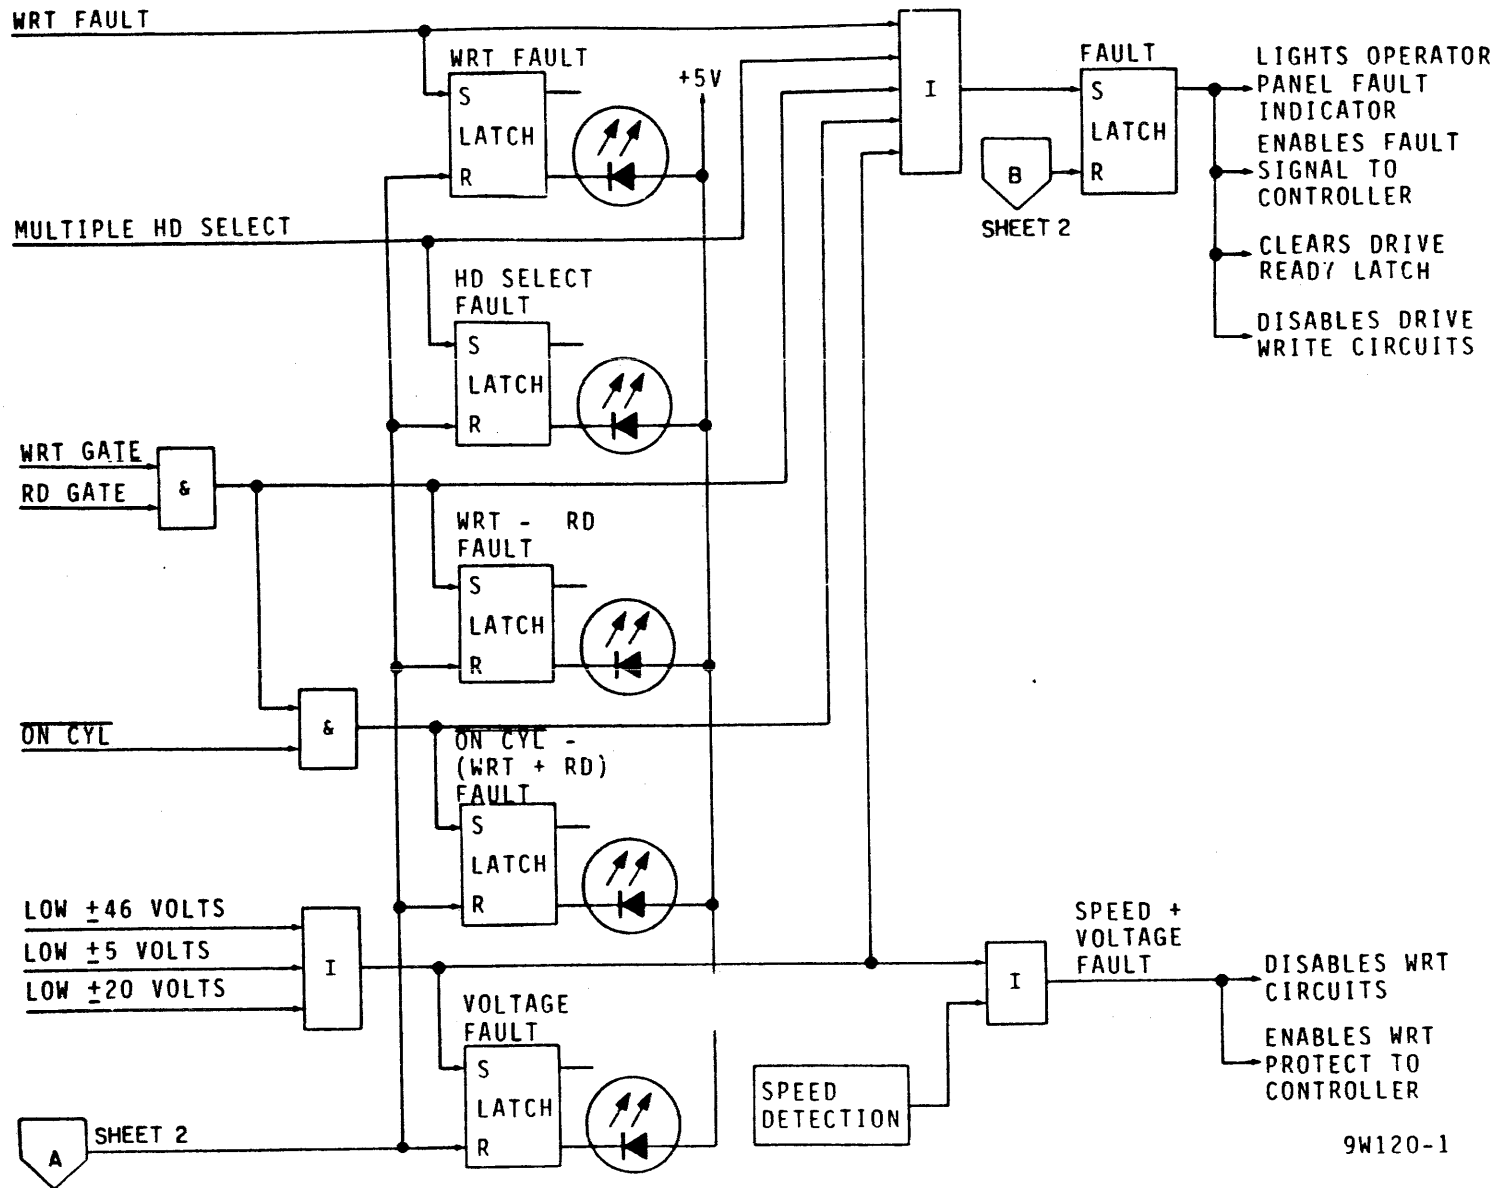 WRT FAULT
WRT FAULT
S
LATCH
R
+5V
I
FAULT
S
LATCH
R
B
SHEET 2
LIGHTS OPERATOR
PANEL FAULT
INDICATOR
ENABLES FAULT
SIGNAL TO
CONTROLLER
CLEARS DRIVE
READY LATCH
DISABLES DRIVE
WRITE CIRCUITS
MULTIPLE HD SELECT
HD SELECT
FAULT
S
LATCH
R
WRT GATE
RD GATE
&
WRT - RD
FAULT
S
LATCH
R
ON CYL
&
ON CYL -
(WRT + RD)
FAULT
S
LATCH
R
LOW ±46 VOLTS
LOW ±5 VOLTS
LOW ±20 VOLTS
I
VOLTAGE
FAULT
S
LATCH
R
A
SHEET 2
SPEED
DETECTION
I
SPEED +
VOLTAGE
FAULT
DISABLES WRT
CIRCUITS
ENABLES WRT
PROTECT TO
CONTROLLER
9W120-1